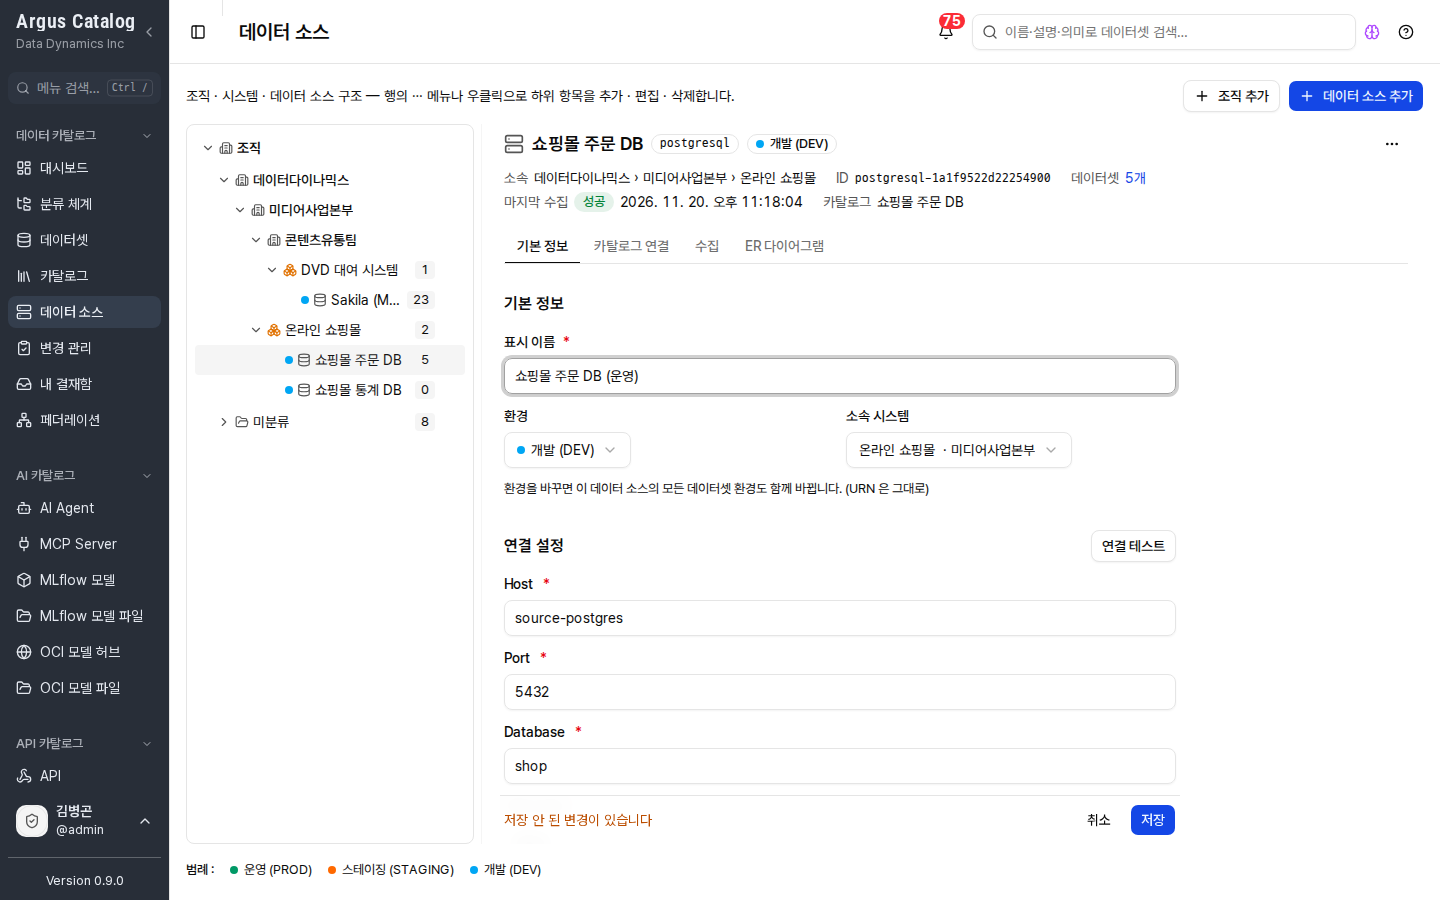 Argus Catalog
Data Dynamics Inc
메뉴 검색... Ctrl /
데이터 카탈로그
대시보드
분류 체계
데이터셋
카탈로그
데이터 소스
변경 관리
내 결재함
페더레이션
AI 카탈로그
AI Agent
MCP Server
MLflow 모델
MLflow 모델 파일
OCI 모델 허브
OCI 모델 파일
API 카탈로그
API
김병곤
@admin
Version 0.9.0
데이터 소스
75
이름·설명·의미로 데이터셋 검색...
조직 · 시스템 · 데이터 소스 구조 — 행의 ··· 메뉴나 우클릭으로 하위 항목을 추가 · 편집 · 삭제합니다.
조직 추가
데이터 소스 추가
조직
데이터다이나믹스
미디어사업본부
콘텐츠유통팀
DVD 대여 시스템 1
Sakila (M... 23
온라인 쇼핑몰 2
쇼핑몰 주문 DB 5
쇼핑몰 통계 DB 0
미분류 8
쇼핑몰 주문 DB postgresql 개발 (DEV)
소속 데이터다이나믹스 › 미디어사업본부 › 온라인 쇼핑몰 ID postgresql-1a1f9522d22254900 데이터셋 5개
마지막 수집 성공 2026. 11. 20. 오후 11:18:04 카탈로그 쇼핑몰 주문 DB
기본 정보 카탈로그 연결 수집 ER 다이어그램
기본 정보
표시 이름 *
쇼핑몰 주문 DB (운영)
환경 소속 시스템
개발 (DEV) 온라인 쇼핑몰 · 미디어사업본부
환경을 바꾸면 이 데이터 소스의 모든 데이터셋 환경도 함께 바뀝니다. (URN 은 그대로)
연결 설정 연결 테스트
Host *
source-postgres
Port *
5432
Database *
shop
저장 안 된 변경이 있습니다 취소 저장
범례 : 운영 (PROD) 스테이징 (STAGING) 개발 (DEV)